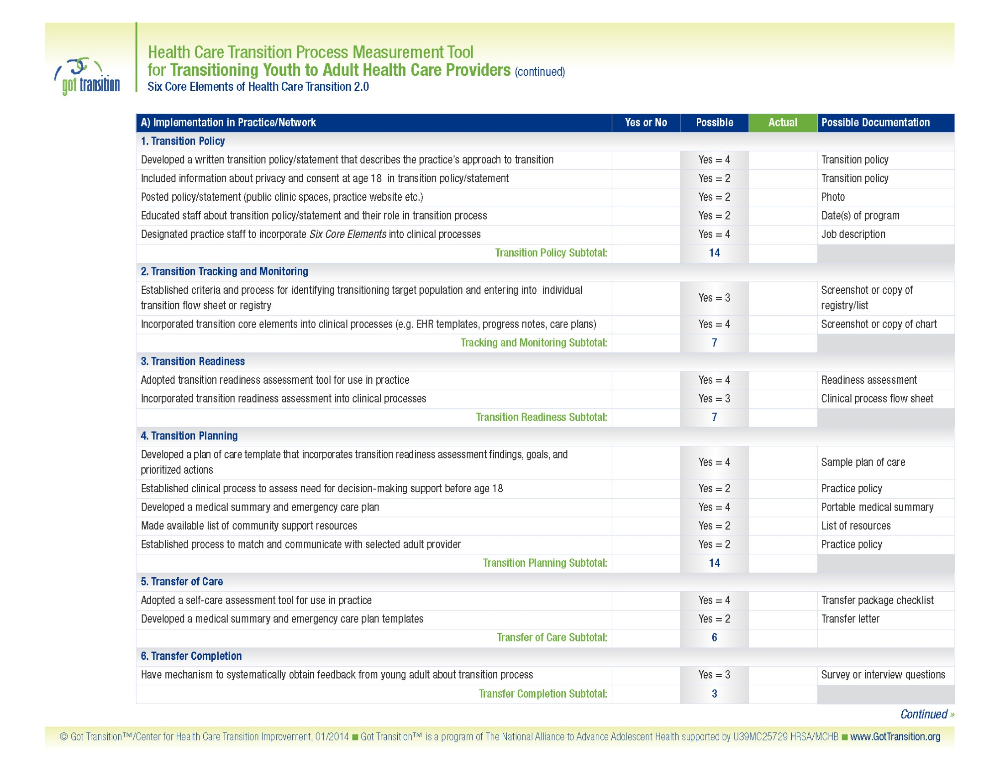 got transition
Health Care Transition Process Measurement Tool
for Transitioning Youth to Adult Health Care Providers (continued)
Six Core Elements of Health Care Transition 2.0
A) Implementation in Practice/Network Yes or No Possible Actual Possible Documentation
1. Transition Policy
Developed a written transition policy/statement that describes the practice's approach to transition Yes = 4 Transition policy
Included information about privacy and consent at age 18 in transition policy/statement Yes = 2 Transition policy
Posted policy/statement (public clinic spaces, practice website etc.) Yes = 2 Photo
Educated staff about transition policy/statement and their role in transition process Yes = 2 Date(s) of program
Designated practice staff to incorporate Six Core Elements into clinical processes Yes = 4 Job description
Transition Policy Subtotal: 14
2. Transition Tracking and Monitoring
Established criteria and process for identifying transitioning target population and entering into individual
transition flow sheet or registry
Yes = 3
Screenshot or copy of
registry/list
Incorporated transition core elements into clinical processes (e.g. EHR templates, progress notes, care plans) Yes = 4 Screenshot or copy of chart
Tracking and Monitoring Subtotal: 7
3. Transition Readiness
Adopted transition readiness assessment tool for use in practice Yes = 4 Readiness assessment
Incorporated transition readiness assessment into clinical processes Yes = 3 Clinical process flow sheet
Transition Readiness Subtotal: 7
4. Transition Planning
Developed a plan of care template that incorporates transition readiness assessment findings, goals, and
prioritized actions
Yes = 4 Sample plan of care
Established clinical process to assess need for decision-making support before age 18 Yes = 2 Practice policy
Developed a medical summary and emergency care plan Yes = 4 Portable medical summary
Made available list of community support resources Yes = 2 List of resources
Established process to match and communicate with selected adult provider Yes = 2 Practice policy
Transition Planning Subtotal: 14
5. Transfer of Care
Adopted a self-care assessment tool for use in practice Yes = 4 Transfer package checklist
Developed a medical summary and emergency care plan templates Yes = 2 Transfer letter
Transfer of Care Subtotal: 6
6. Transfer Completion
Have mechanism to systematically obtain feedback from young adult about transition process Yes = 3 Survey or interview questions
Transfer Completion Subtotal: 3
Continued »
© Got Transition™/Center for Health Care Transition Improvement, 01/2014 ■ Got Transition™ is a program of The National Alliance to Advance Adolescent Health supported by U39MC25729 HRSA/MCHB ■ www.GotTransition.org